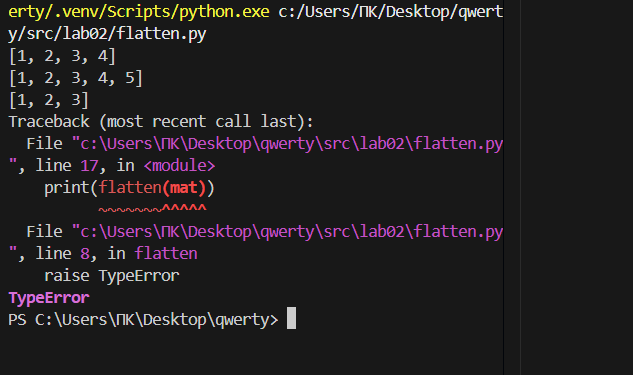 erty/.venv/Scripts/python.exe c:/Users/ПК/Desktop/qwert
y/src/lab02/flatten.py
[1, 2, 3, 4]
[1, 2, 3, 4, 5]
[1, 2, 3]
Traceback (most recent call last):
  File "c:\Users\ПК\Desktop\qwerty\src\lab02\flatten.py
", line 17, in <module>
    print(flatten(mat))
          ~~~~~~~^^^^^
  File "c:\Users\ПК\Desktop\qwerty\src\lab02\flatten.py
", line 8, in flatten
    raise TypeError
TypeError
PS C:\Users\ПК\Desktop\qwerty>